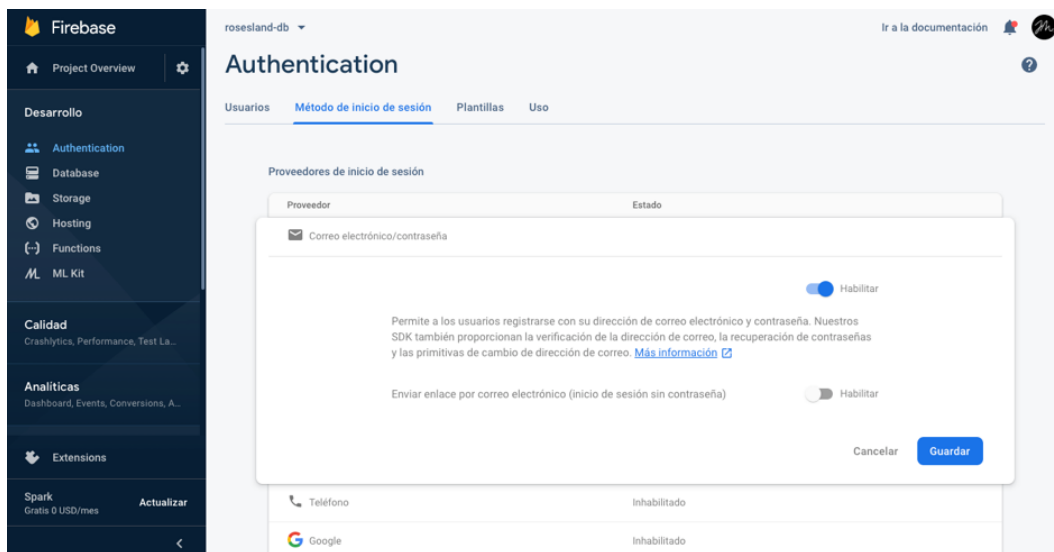 Firebase
Project Overview
Desarrollo
Authentication
Database
Storage
Hosting
Functions
ML Kit
Calidad
Crashlytics, Performance, Test La...
Analíticas
Dashboard, Events, Conversions, A...
Extensions
Spark
Gratis 0 USD/mes
Actualizar
rosesland-db
Ir a la documentación
Authentication
Usuarios
Método de inicio de sesión
Plantillas
Uso
Proveedores de inicio de sesión
Proveedor Estado
Correo electrónico/contraseña
Habilitar
Permite a los usuarios registrarse con su dirección de correo electrónico y contraseña. Nuestros
SDK también proporcionan la verificación de la dirección de correo, la recuperación de contraseñas
y las primitivas de cambio de dirección de correo. Más información
Enviar enlace por correo electrónico (inicio de sesión sin contraseña) Habilitar
Cancelar Guardar
Teléfono Inhabilitado
Google Inhabilitado